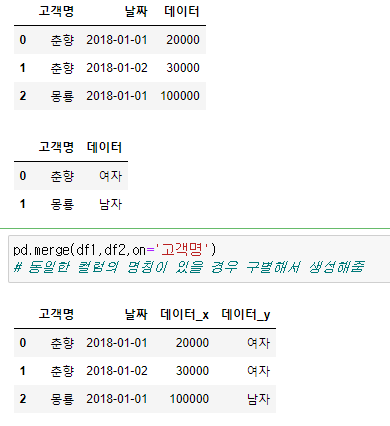 고객명 날짜 데이터
0 춘향 2018-01-01 20000
1 춘향 2018-01-02 30000
2 몽룡 2018-01-01 100000
고객명 데이터
0 춘향 여자
1 몽룡 남자
pd.merge(df1,df2,on='고객명')
# 동일한 컬럼의 명칭이 있을 경우 구별해서 생성해줌
고객명 날짜 데이터_x 데이터_y
0 춘향 2018-01-01 20000 여자
1 춘향 2018-01-02 30000 여자
2 몽룡 2018-01-01 100000 남자